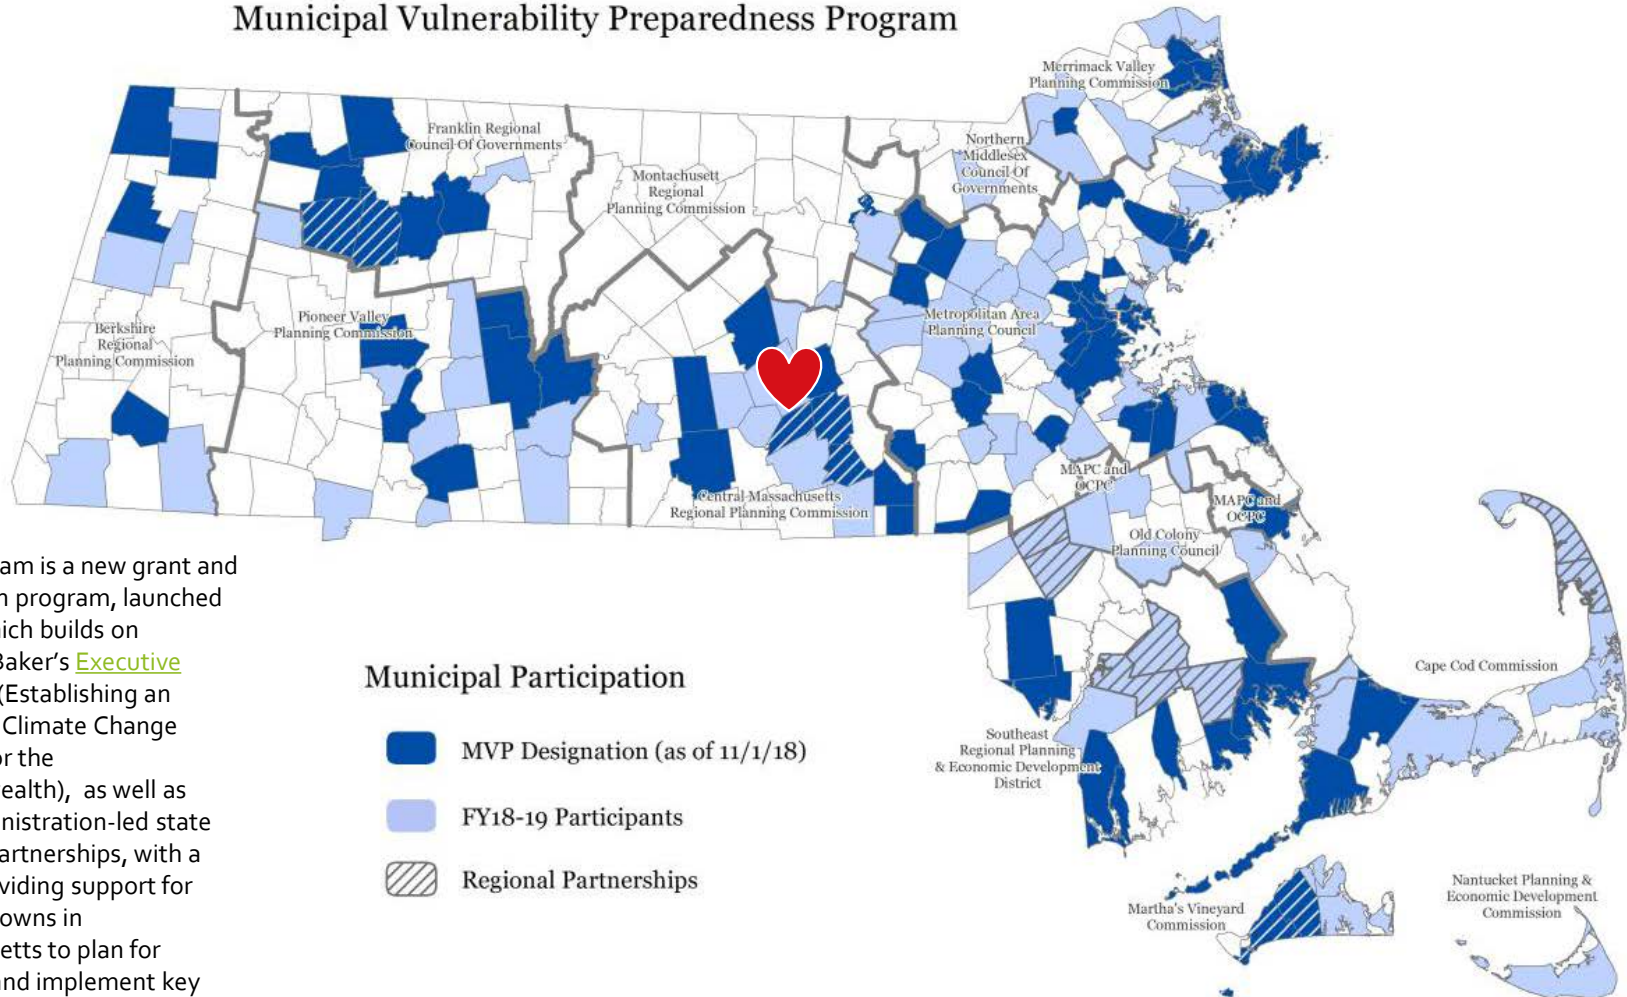 Municipal Vulnerability Preparedness Program
Merrimack Valley
Planning Commission
Franklin Regional
Council Of Governments
Northern
Middlesex
Council Of
Governments
Montachusett
Regional
Planning Commission
Berkshire
Regional
Planning Commission
Pioneer Valley
Planning Commission
Metropolitan Area
Planning Council
MAPC and
OCPC
Central Massachusetts
Regional Planning Commission
MAPC and
OCPC
Old Colony
Planning Council
am is a new grant and
n program, launched
ich builds on
Baker's Executive
(Establishing an
Climate Change
or the
ealth), as well as
inistration-led state
artnerships, with a
viding support for
owns in
etts to plan for
and implement key
Municipal Participation
MVP Designation (as of 11/1/18)
FY18-19 Participants
Regional Partnerships
Cape Cod Commission
Southeast
Regional Planning
& Economic Development
District
Martha's Vineyard
Commission
Nantucket Planning &
Economic Development
Commission